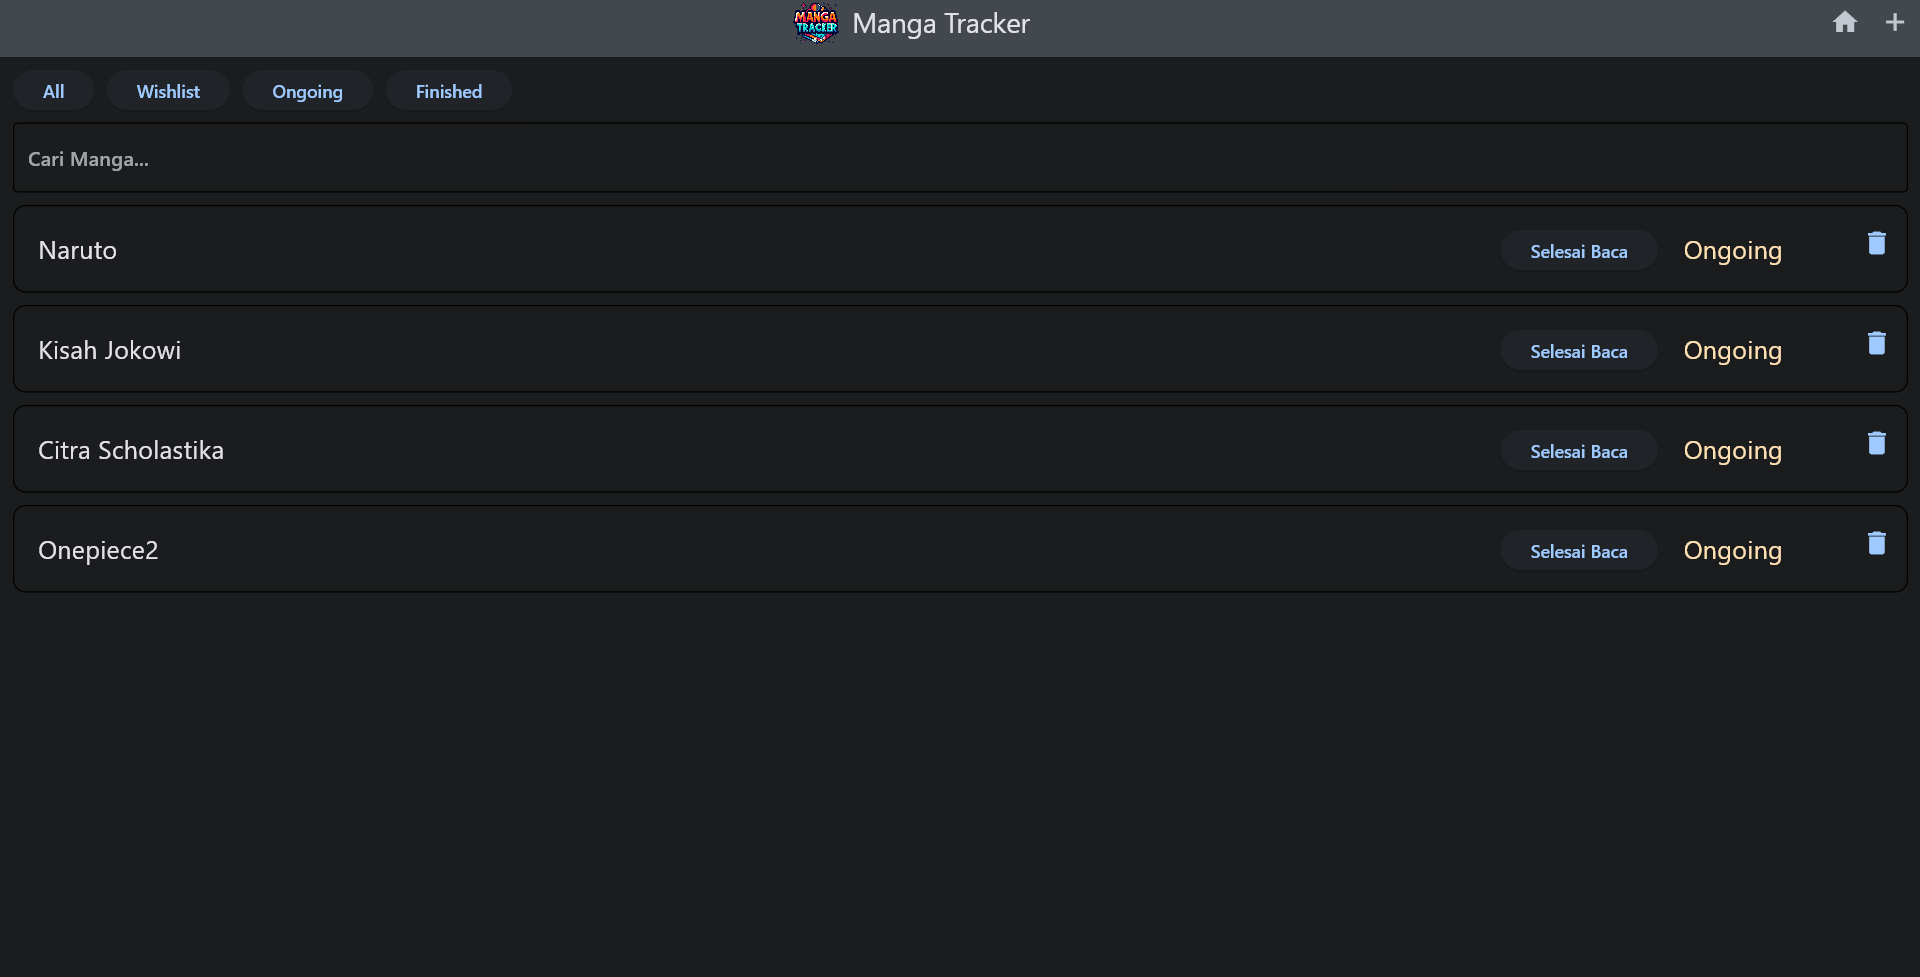 MANGA TRACKER Manga Tracker
All Wishlist Ongoing Finished
Cari Manga...
Naruto Selesai Baca Ongoing
Kisah Jokowi Selesai Baca Ongoing
Citra Scholastika Selesai Baca Ongoing
Onepiece2 Selesai Baca Ongoing